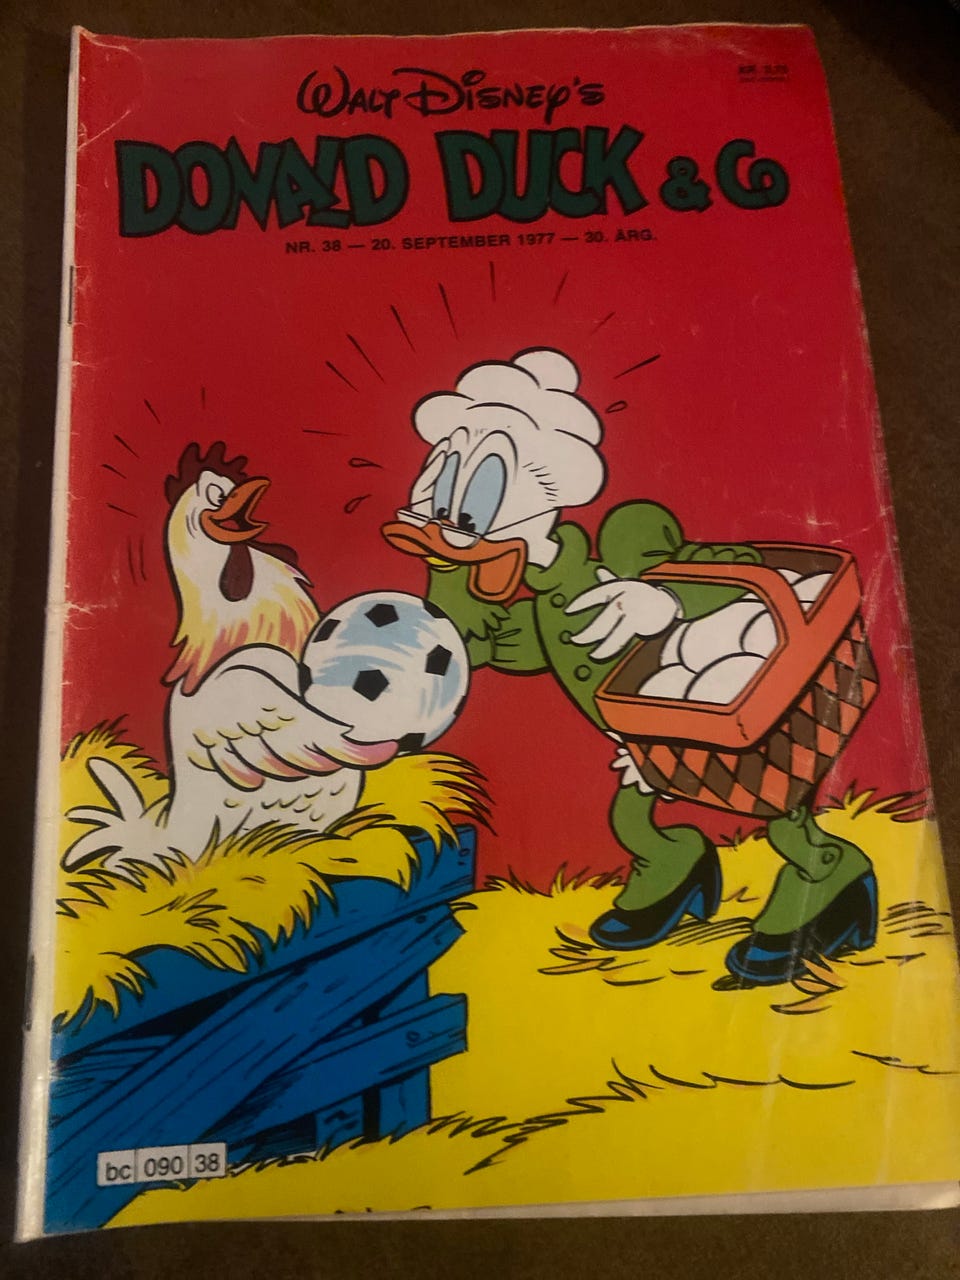 WALT DISNEY'S
DONALD DUCK & CO
NR. 38 — 20. SEPTEMBER 1977 — 30. ÅRG.
bc 090 38